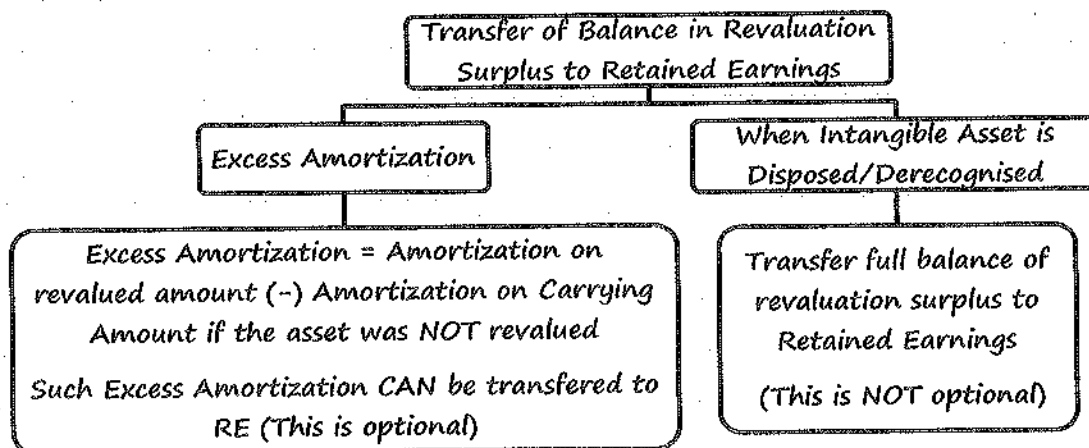 Transfer of Balance in Revaluation
Surplus to Retained Earnings
Excess Amortization
When Intangible Asset is
Disposed/Derecognised
Excess Amortization = Amortization on
revalued amount (-) Amortization on Carrying
Amount if the asset was NOT revalued
Such Excess Amortization CAN be transfered to
RE (This is optional)
Transfer full balance of
revaluation surplus to
Retained Earnings
(This is NOT optional)